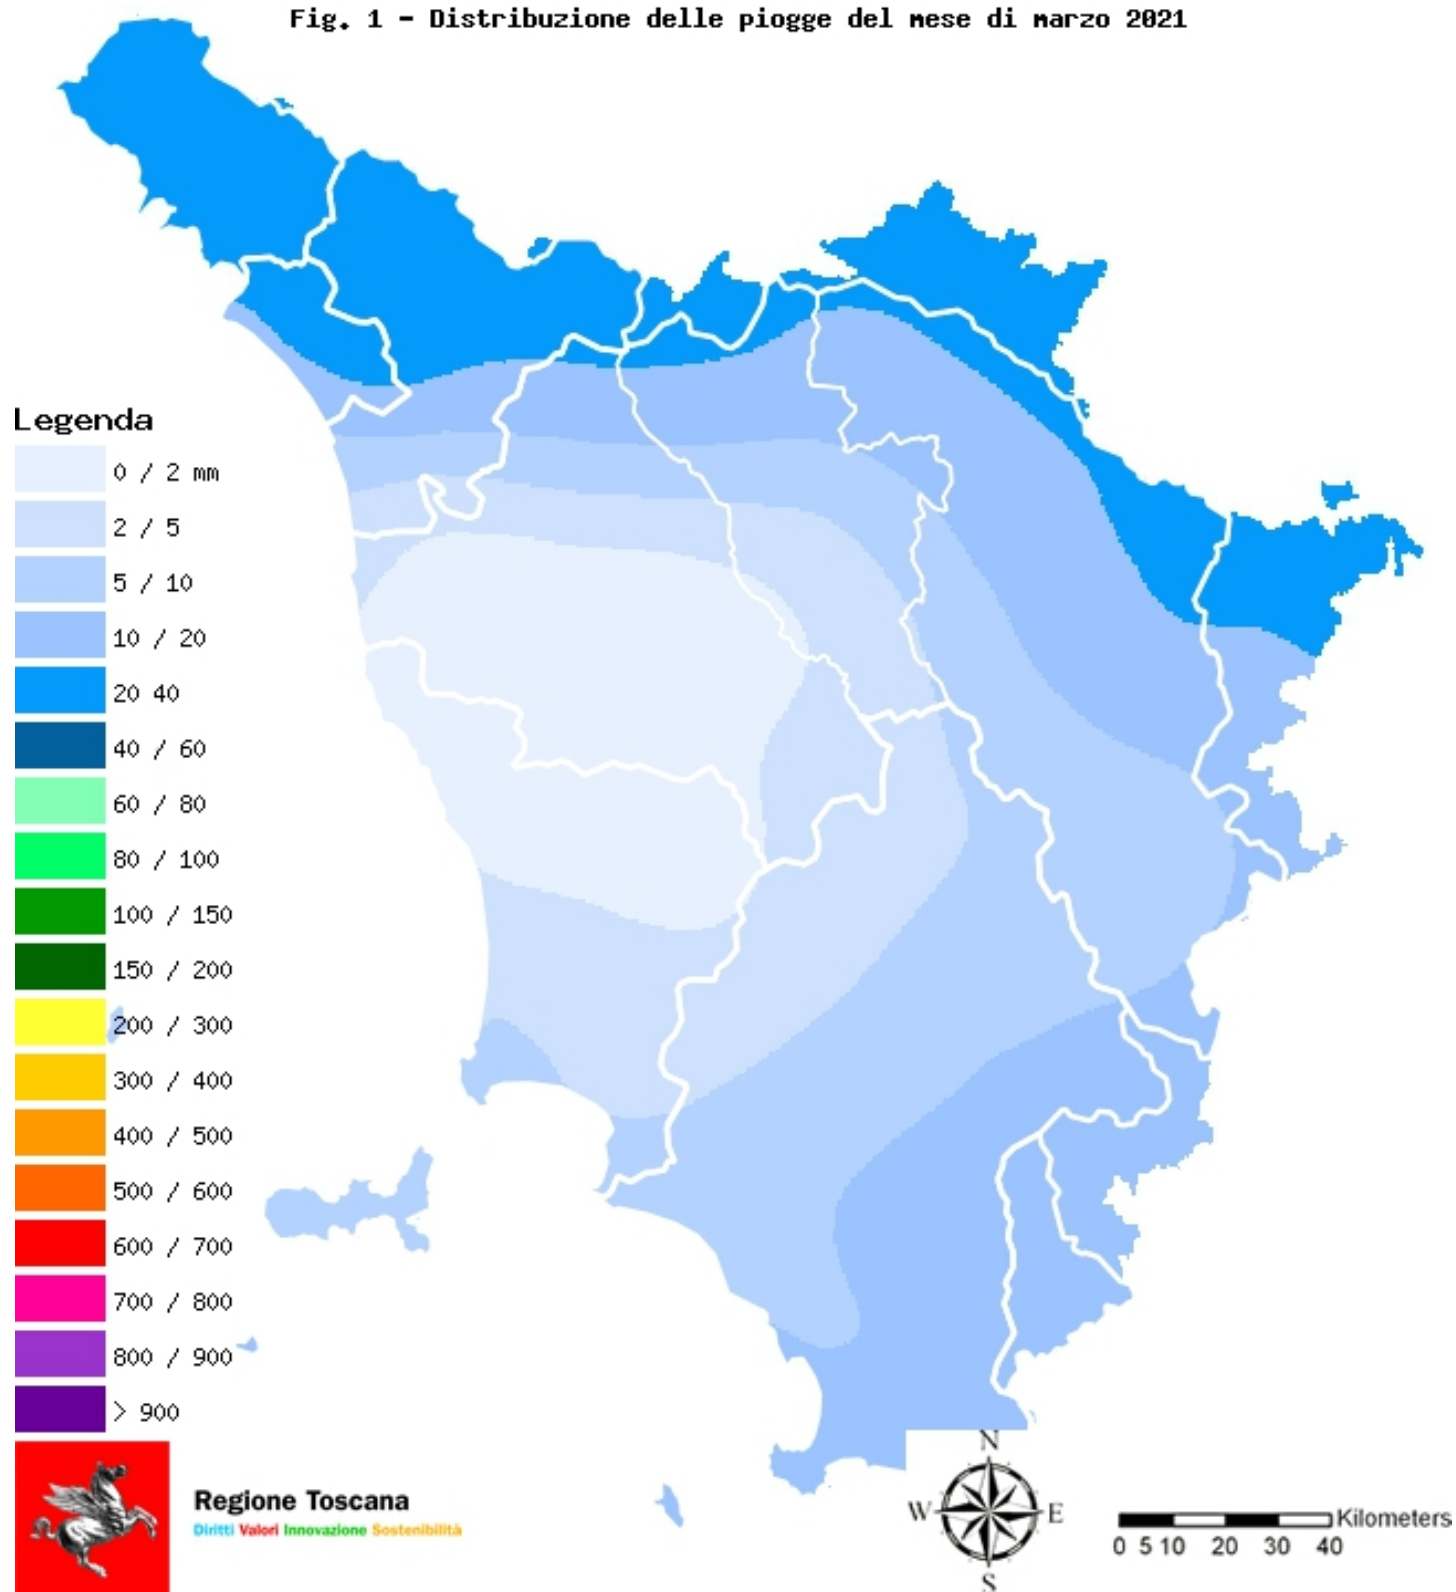 Fig. 1 - Distribuzione delle piogge del mese di marzo 2021
Legenda
0 / 2 mm
2 / 5
5 / 10
10 / 20
20 40
40 / 60
60 / 80
80 / 100
100 / 150
150 / 200
200 / 300
300 / 400
400 / 500
500 / 600
600 / 700
700 / 800
800 / 900
> 900
Regione Toscana
Diritti Valori Innovazione Sostenibilità
N
W E
S
Kilometers
0 5 10 20 30 40